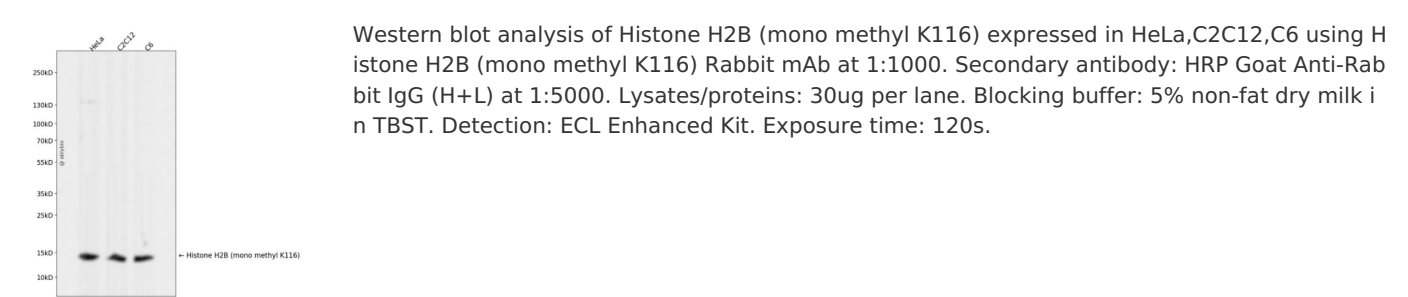 HeLa
C2C12
C6
250kD
130kD
100kD
70kD
55kD
35kD
25kD
15kD
10kD
@ abbybio
← Histone H2B (mono methyl K116)
Western blot analysis of Histone H2B (mono methyl K116) expressed in HeLa,C2C12,C6 using H
istone H2B (mono methyl K116) Rabbit mAb at 1:1000. Secondary antibody: HRP Goat Anti-Rab
bit IgG (H+L) at 1:5000. Lysates/proteins: 30ug per lane. Blocking buffer: 5% non-fat dry milk i
n TBST. Detection: ECL Enhanced Kit. Exposure time: 120s.